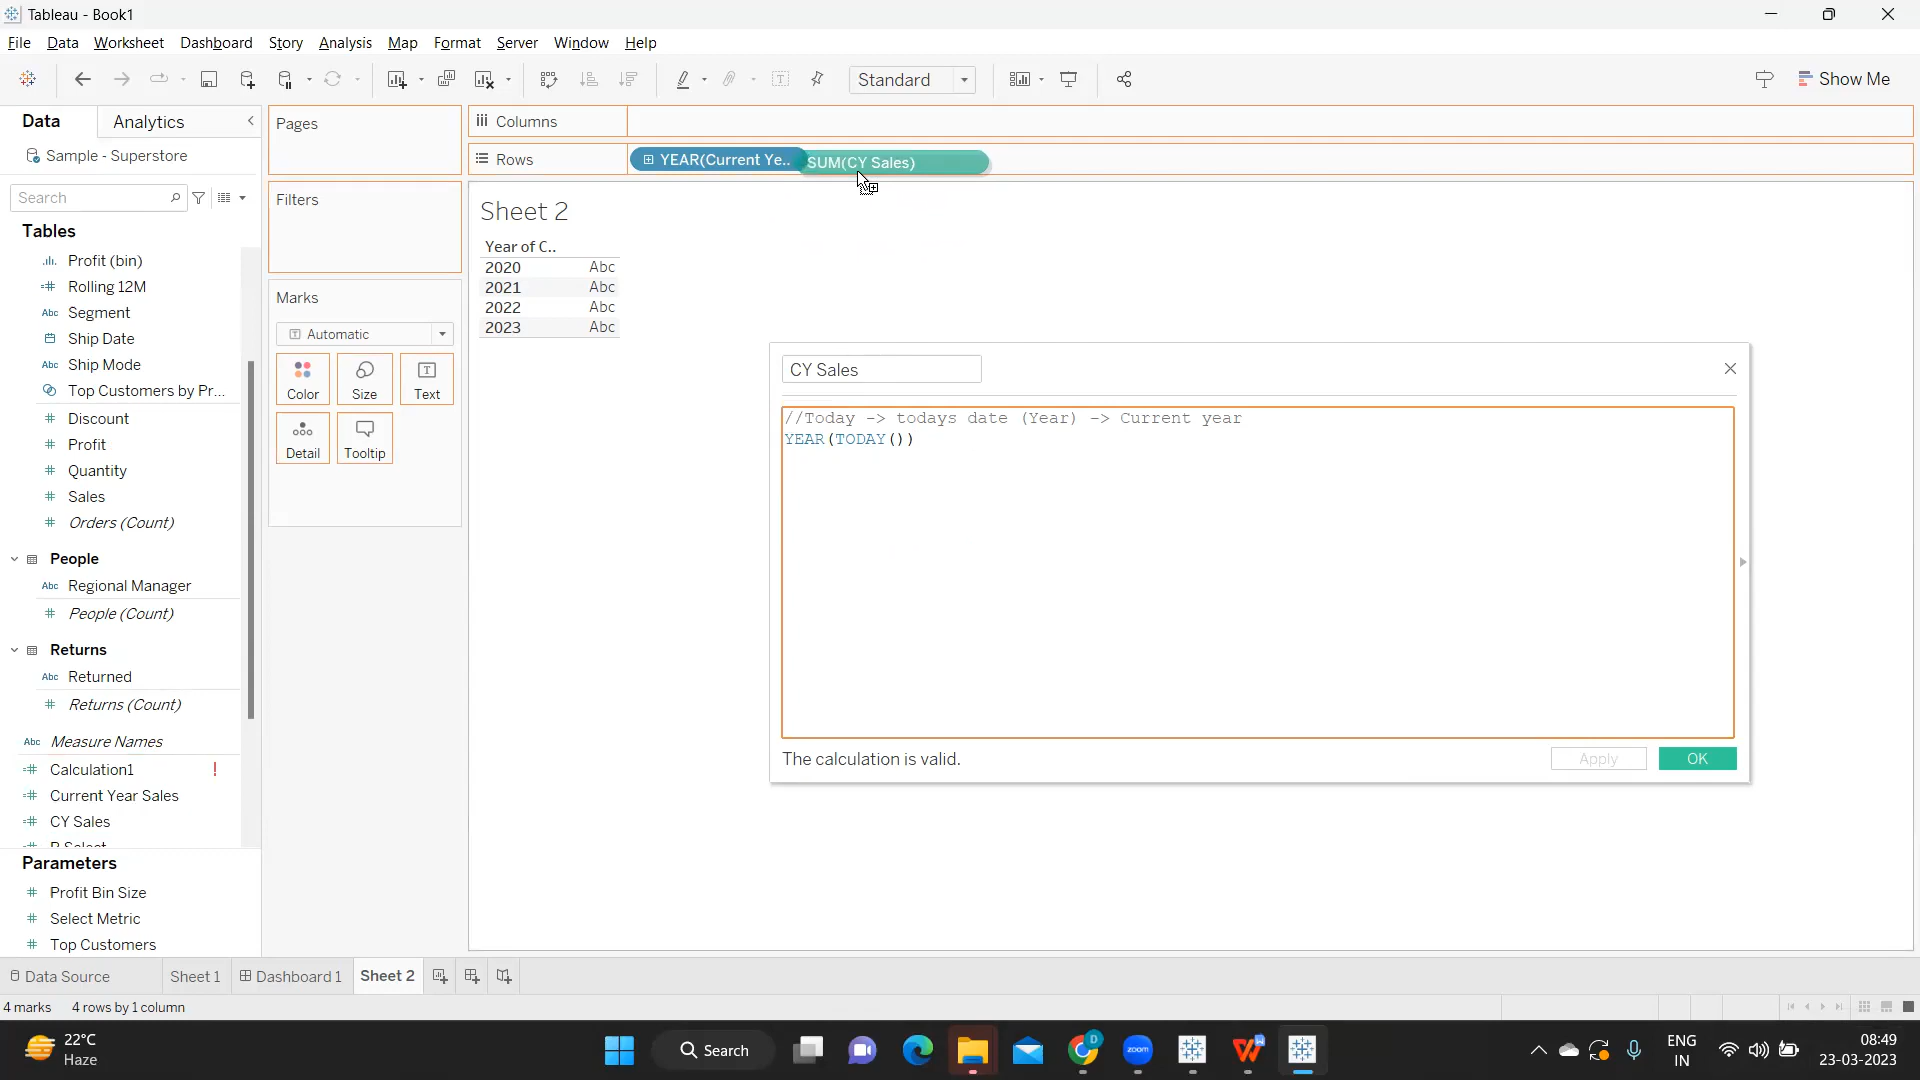 Tableau - Book1
File Data Worksheet Dashboard Story Analysis Map Format Server Window Help
Standard
Show Me
Data Analytics
Sample - Superstore
Search
Tables
Profit (bin)
Rolling 12M
Abc Segment
Ship Date
Abc Ship Mode
Top Customers by Pr...
Discount
Profit
Quantity
Sales
Orders (Count)
People
Abc Regional Manager
People (Count)
Returns
Abc Returned
Returns (Count)
Abc Measure Names
Calculation1 !
Current Year Sales
CY Sales
Parameters
Profit Bin Size
Select Metric
Top Customers
Pages
Filters
Marks
Automatic
Color Size Text
Detail Tooltip
Columns
Rows YEAR(Current Ye.. SUM(CY Sales)
Sheet 2
Year of C..
2020 Abc
2021 Abc
2022 Abc
2023 Abc
CY Sales
//Today -> todays date (Year) -> Current year
YEAR(TODAY())
The calculation is valid.
Apply OK
Data Source Sheet 1 Dashboard 1 Sheet 2
4 marks 4 rows by 1 column
22°C
Haze
Search
zoom
D
ENG
IN
08:49
23-03-2023